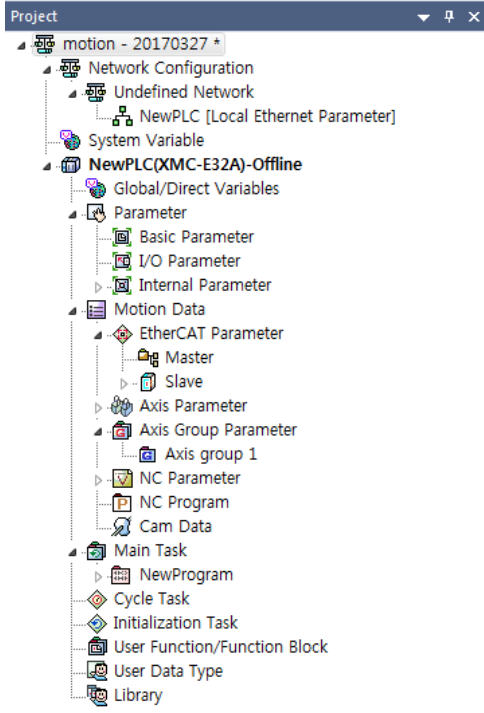 Project
motion - 20170327 *
Network Configuration
Undefined Network
NewPLC [Local Ethernet Parameter]
System Variable
NewPLC(XMC-E32A)-Offline
Global/Direct Variables
Parameter
Basic Parameter
I/O Parameter
Internal Parameter
Motion Data
EtherCAT Parameter
Master
Slave
Axis Parameter
Axis Group Parameter
Axis group 1
NC Parameter
NC Program
Cam Data
Main Task
NewProgram
Cycle Task
Initialization Task
User Function/Function Block
User Data Type
Library